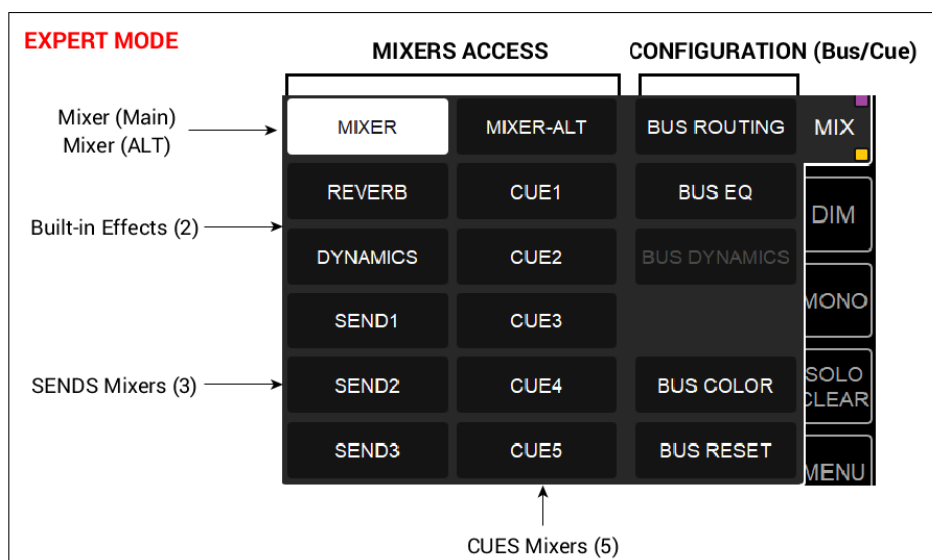 EXPERT MODE
MIXERS ACCESS
CONFIGURATION (Bus/Cue)
Mixer (Main)
Mixer (ALT)
MIXER
MIXER-ALT
BUS ROUTING
MIX
Built-in Effects (2)
REVERB
CUE1
BUS EQ
DIM
DYNAMICS
CUE2
BUS DYNAMICS
SEND1
CUE3
MONO
SENDS Mixers (3)
SEND2
CUE4
BUS COLOR
SOLO
CLEAR
SEND3
CUE5
BUS RESET
MENU
CUES Mixers (5)